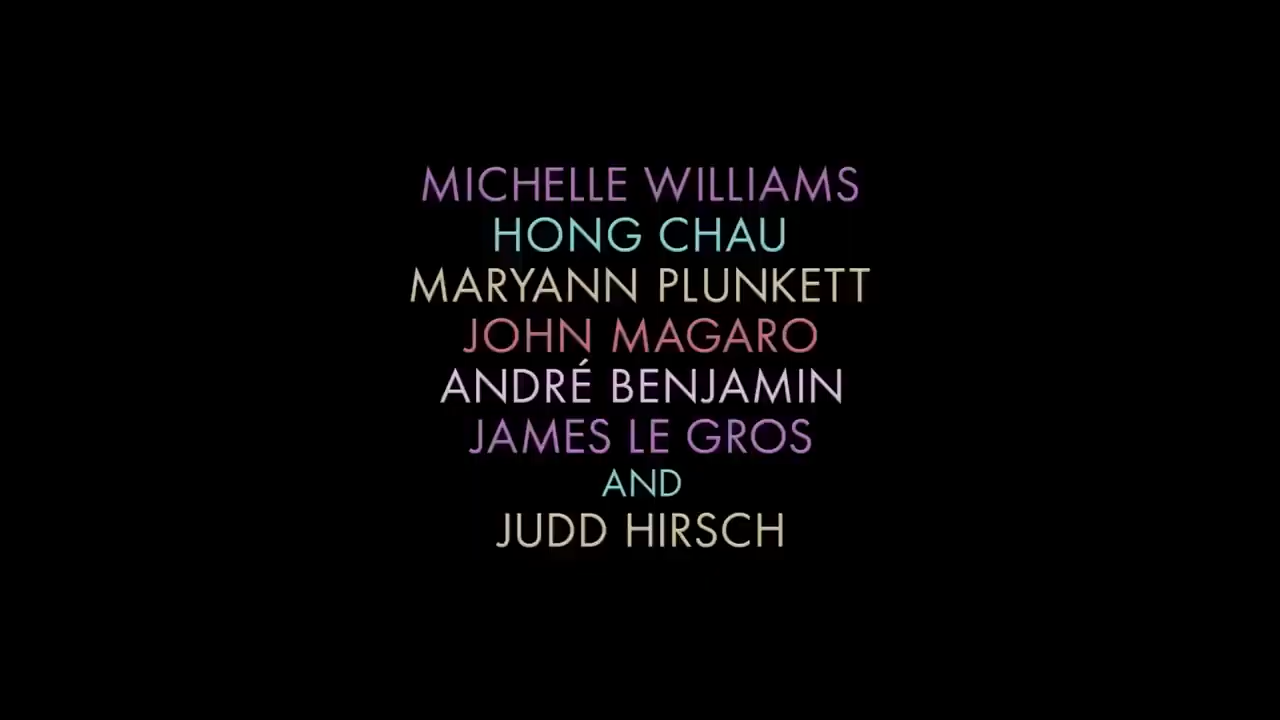 MICHELLE WILLIAMS
HONG CHAU
MARYANN PLUNKETT
JOHN MAGARO
ANDRÉ BENJAMIN
JAMES LE GROS
AND
JUDD HIRSCH